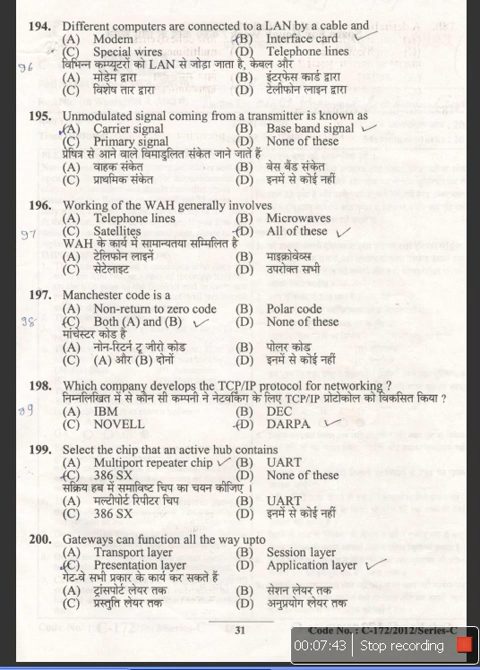 194. Different computers are connected to a LAN by a cable and
(A) Modem (B) Interface card
(C) Special wires (D) Telephone lines
96 विभिन्न कम्प्यूटरों को LAN से जोड़ा जाता है, केबल और
(A) मोडेम द्वारा (B) इंटरफेस कार्ड द्वारा
(C) विशेष तार द्वारा (D) टेलीफोन लाइन द्वारा
195. Unmodulated signal coming from a transmitter is known as
(A) Carrier signal (B) Base band signal
(C) Primary signal (D) None of these
प्रेषित्र से आने वाले विमाडुलित संकेत जाने जाते हैं
(A) वाहक संकेत (B) बेस बैंड संकेत
(C) प्राथमिक संकेत (D) इनमें से कोई नहीं
196. Working of the WAH generally involves
(A) Telephone lines (B) Microwaves
97 (C) Satellites (D) All of these
WAH के कार्य में सामान्यतया सम्मिलित है
(A) टेलिफोन लाइनें (B) माइक्रोवेव्स
(C) सेटेलाइट (D) उपरोक्त सभी
197. Manchester code is a
(A) Non-return to zero code (B) Polar code
98 (C) Both (A) and (B) (D) None of these
मांचेस्टर कोड है
(A) नोन-रिटर्न टू जीरो कोड (B) पोलर कोड
(C) (A) और (B) दोनों (D) इनमें से कोई नहीं
198. Which company develops the TCP/IP protocol for networking ?
निम्नलिखित में से कौन सी कम्पनी ने नेटवर्किंग के लिए TCP/IP प्रोटोकोल को विकसित किया ?
99 (A) IBM (B) DEC
(C) NOVELL (D) DARPA
199. Select the chip that an active hub contains
(A) Multiport repeater chip (B) UART
(C) 386 SX (D) None of these
सक्रिय हब में समाविष्ट चिप का चयन कीजिए ।
(A) मल्टीपोर्ट रिपीटर चिप (B) UART
(C) 386 SX (D) इनमें से कोई नहीं
200. Gateways can function all the way upto
(A) Transport layer (B) Session layer
(C) Presentation layer (D) Application layer
गेट-वे सभी प्रकार के कार्य कर सकते हैं
(A) ट्रांसपोर्ट लेयर तक (B) सेशन लेयर तक
(C) प्रस्तुति लेयर तक (D) अनुप्रयोग लेयर तक
31 Code No. : C-172/2012/Series-C
00:07:43 Stop recording